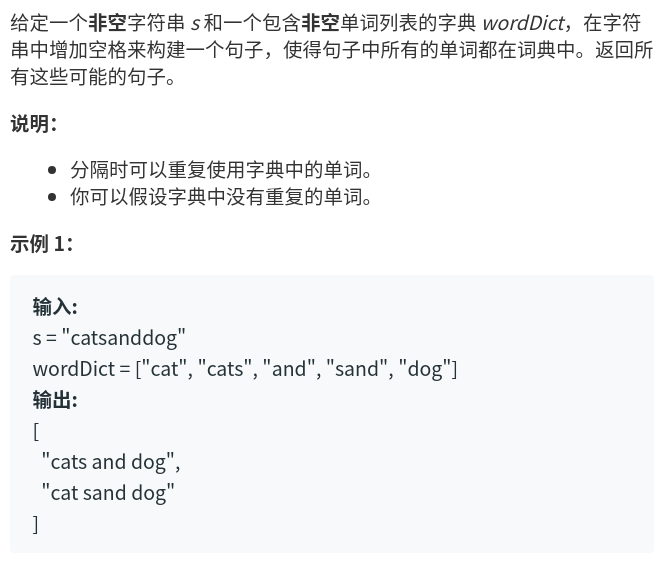 给定一个非空字符串 s 和一个包含非空单词列表的字典 wordDict，在字符
串中增加空格来构建一个句子，使得句子中所有的单词都在词典中。返回所
有这些可能的句子。
说明：
• 分隔时可以重复使用字典中的单词。
• 你可以假设字典中没有重复的单词。
示例 1：
输入:
s = "catsanddog"
wordDict = ["cat", "cats", "and", "sand", "dog"]
输出:
[
  "cats and dog",
  "cat sand dog"
]